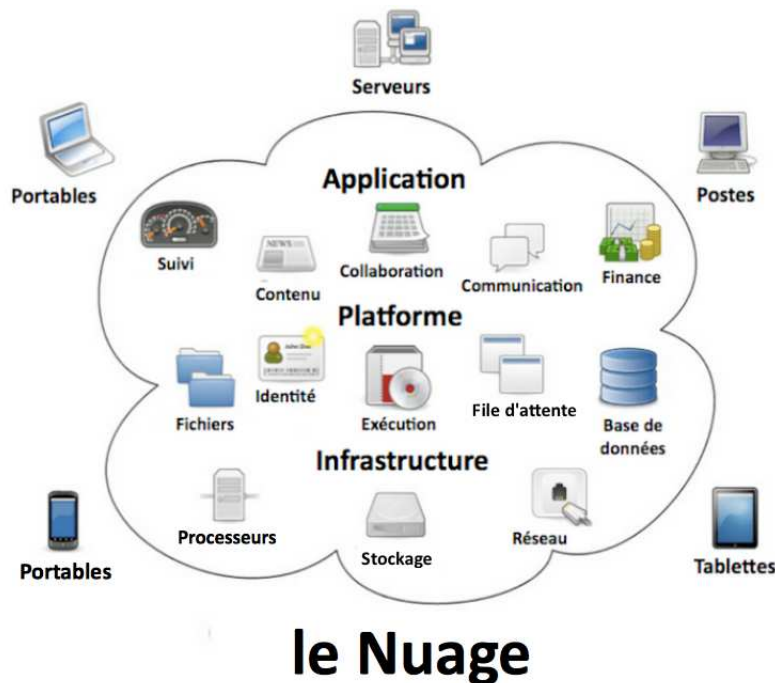 Serveurs
Portables
Postes
Application
Suivi
NEWS
Contenu
Collaboration
Communication
Finance
Platforme
Fichiers
Identité
Exécution
File d'attente
Base de
données
Infrastructure
Processeurs
Stockage
Réseau
Portables
Tablettes
le Nuage